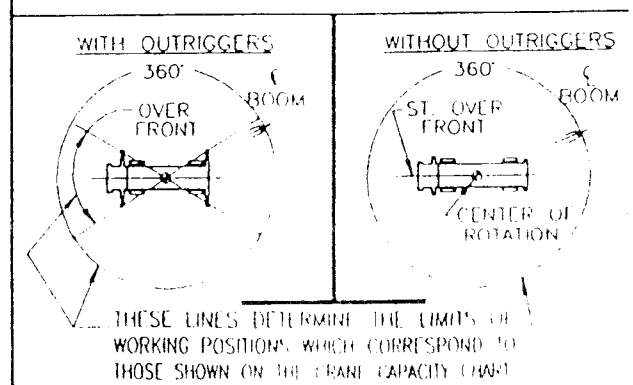 WITH OUTRIGGERS
360°
OVER
FRONT
℄
BOOM
WITHOUT OUTRIGGERS
360°
ST. OVER
FRONT
℄
BOOM
CENTER OF
ROTATION
THESE LINES DETERMINE THE LIMITS OF
WORKING POSITIONS WHICH CORRESPOND TO
THOSE SHOWN ON THE CRANE CAPACITY CHART